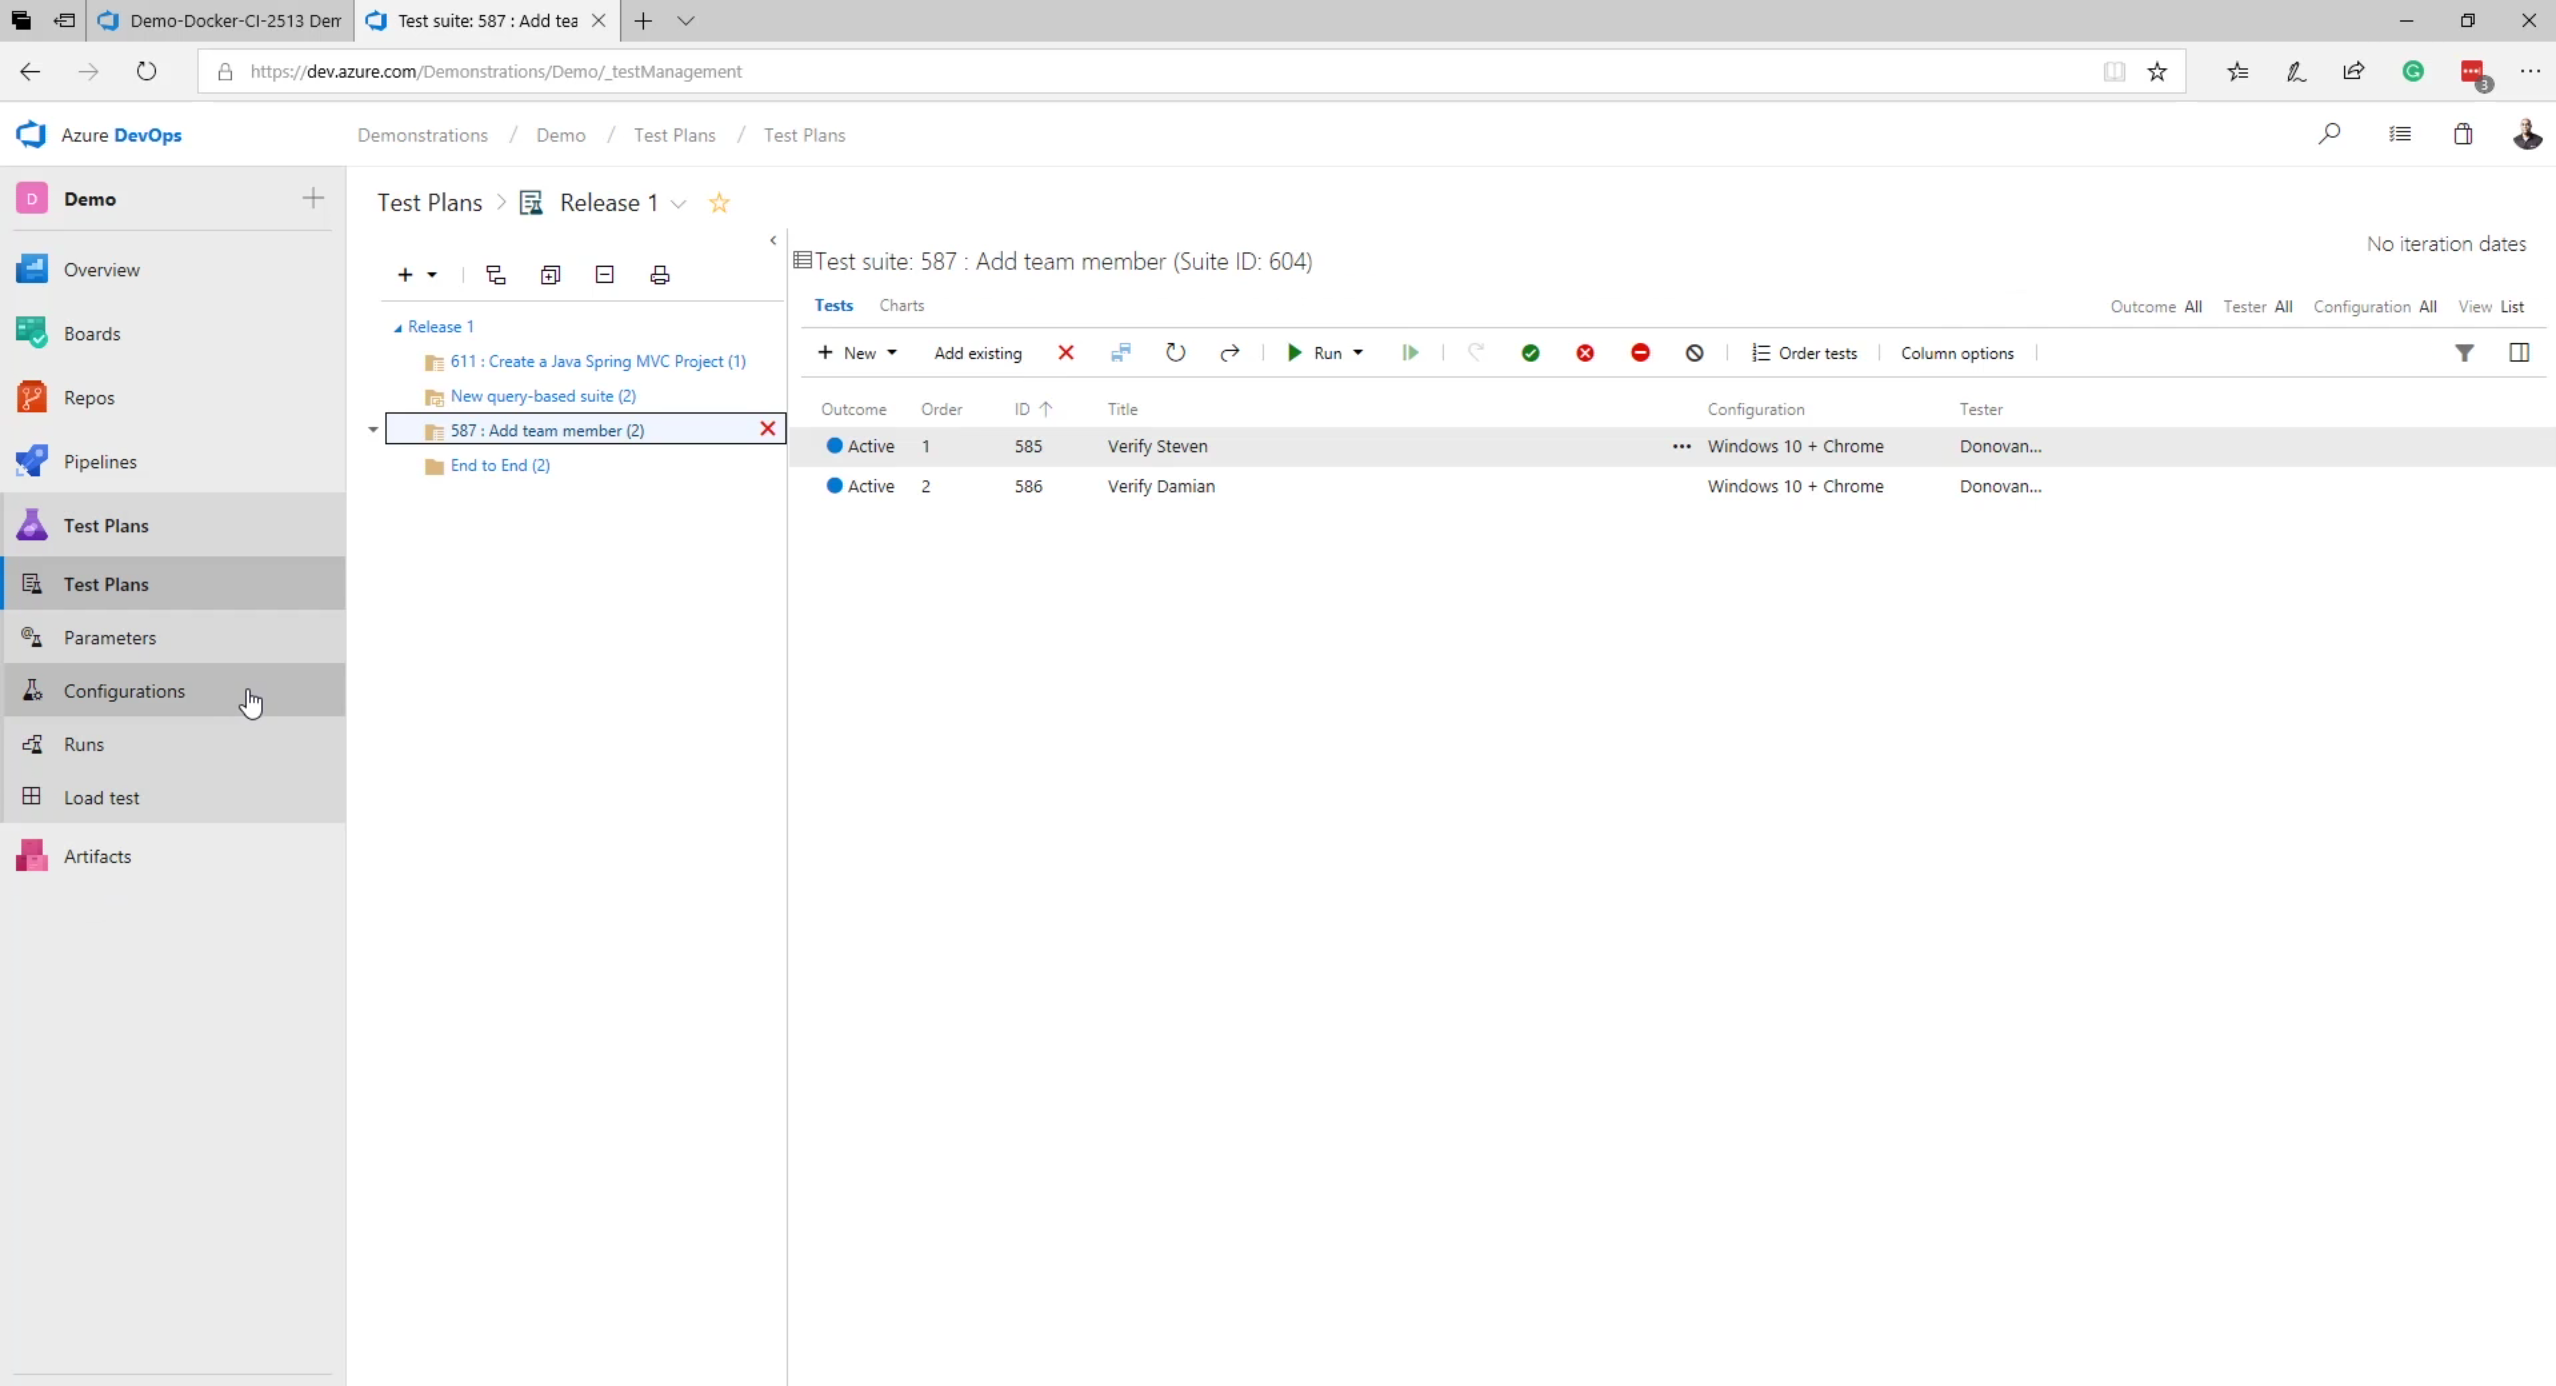 Demo-Docker-CI-2513 Dem
Test suite: 587 : Add tea
https://dev.azure.com/Demonstrations/Demo/_testManagement
3
Azure DevOps
Demonstrations / Demo / Test Plans / Test Plans
D Demo
Overview
Boards
Repos
Pipelines
Test Plans
Test Plans
Parameters
Configurations
Runs
Load test
Artifacts
Test Plans > Release 1
Release 1
611 : Create a Java Spring MVC Project (1)
New query-based suite (2)
587 : Add team member (2)
End to End (2)
No iteration dates
Test suite: 587 : Add team member (Suite ID: 604)
Tests Charts
Outcome All Tester All Configuration All View List
New Add existing Run Order tests Column options
Outcome Order ID Title Configuration Tester
Active 1 585 Verify Steven Windows 10 + Chrome Donovan...
Active 2 586 Verify Damian Windows 10 + Chrome Donovan...